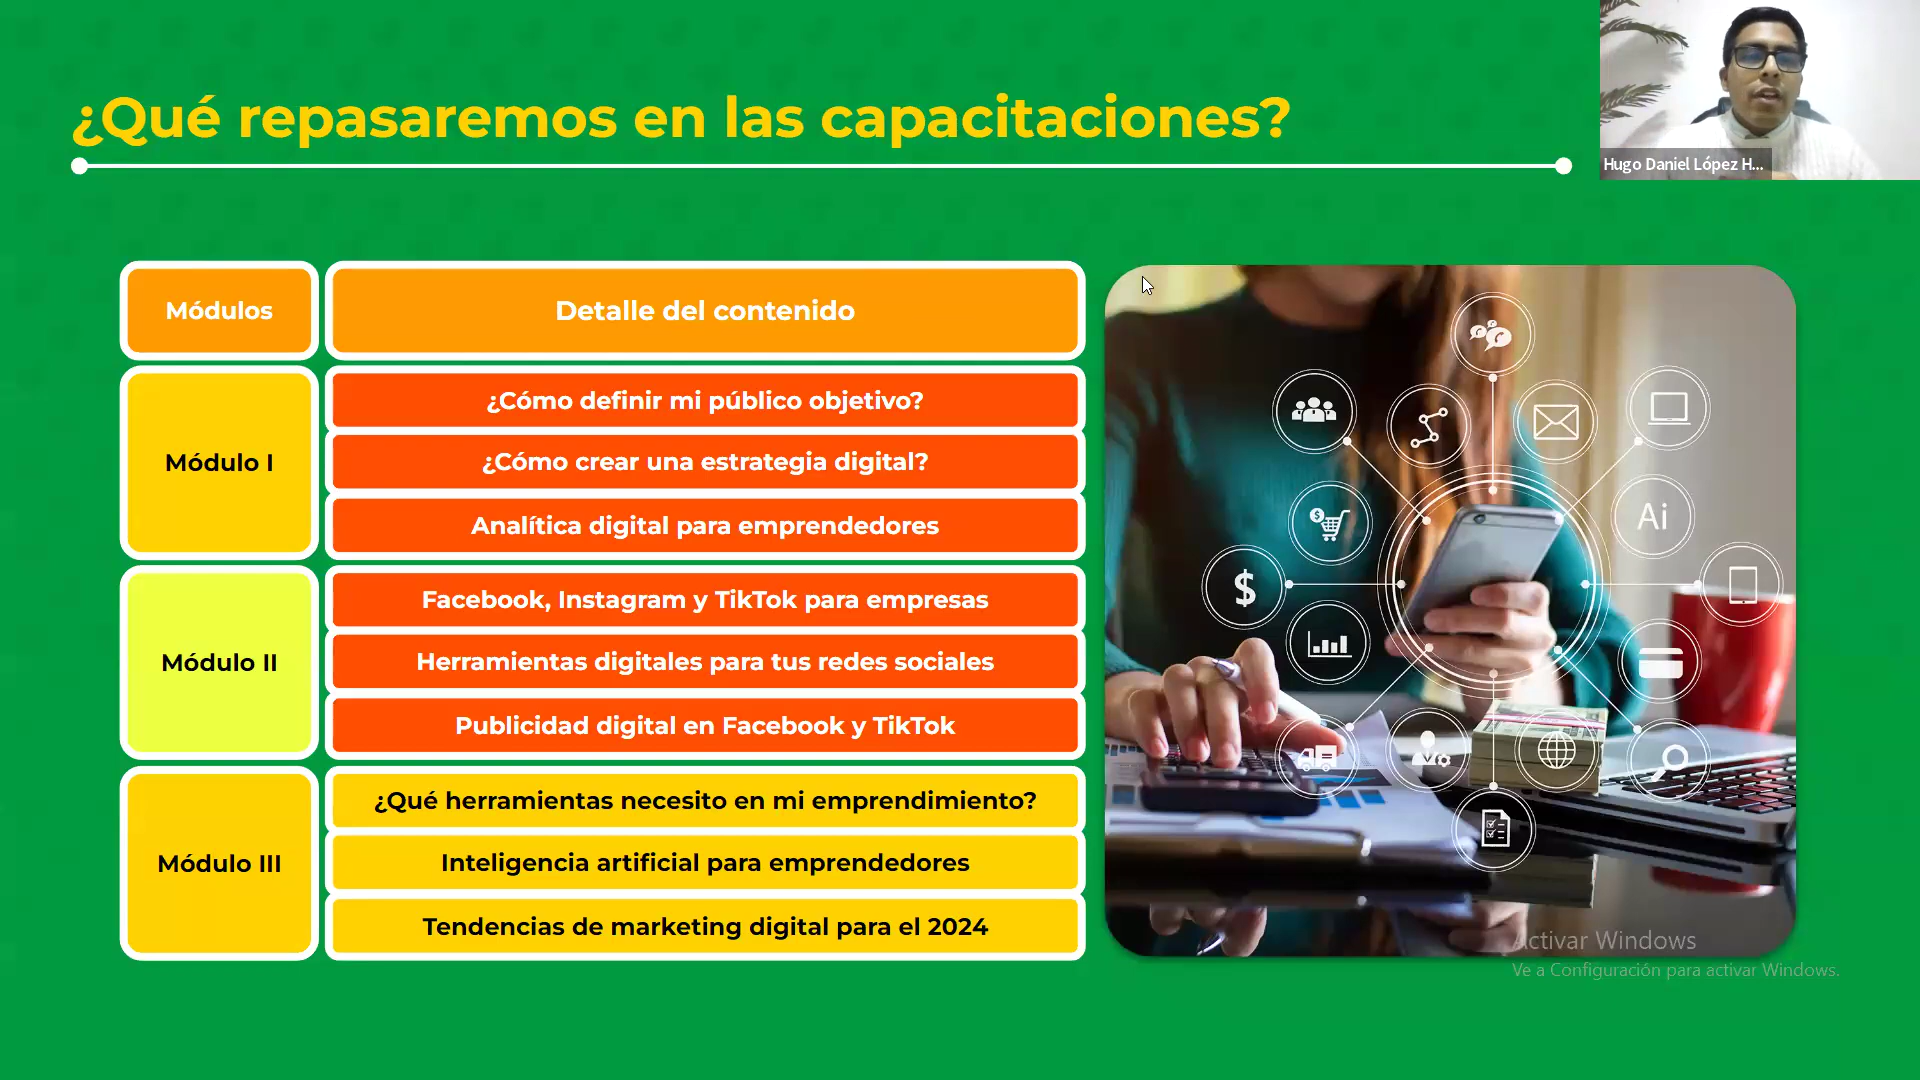 ¿Qué repasaremos en las capacitaciones?
Hugo Daniel López H...
Módulos
Detalle del contenido
Módulo I
¿Cómo definir mi público objetivo?
¿Cómo crear una estrategia digital?
Analítica digital para emprendedores
Módulo II
Facebook, Instagram y TikTok para empresas
Herramientas digitales para tus redes sociales
Publicidad digital en Facebook y TikTok
Módulo III
¿Qué herramientas necesito en mi emprendimiento?
Inteligencia artificial para emprendedores
Tendencias de marketing digital para el 2024
Ai
$
Activar Windows
Ve a Configuración para activar Windows.